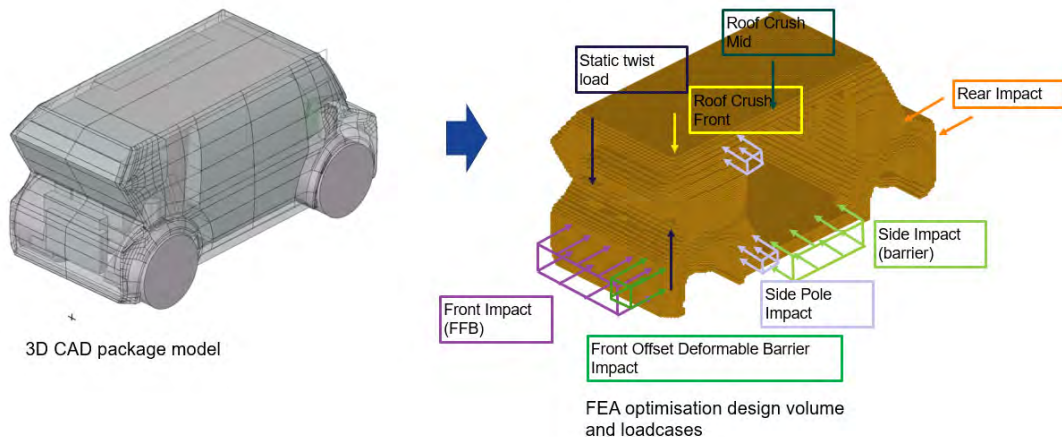 Roof Crush
Mid
Static twist
load
Rear Impact
Roof Crush
Front
Side Impact
(barrier)
Side Pole
Impact
Front Impact
(FFB)
Front Offset Deformable Barrier
Impact
3D CAD package model
FEA optimisation design volume
and loadcases